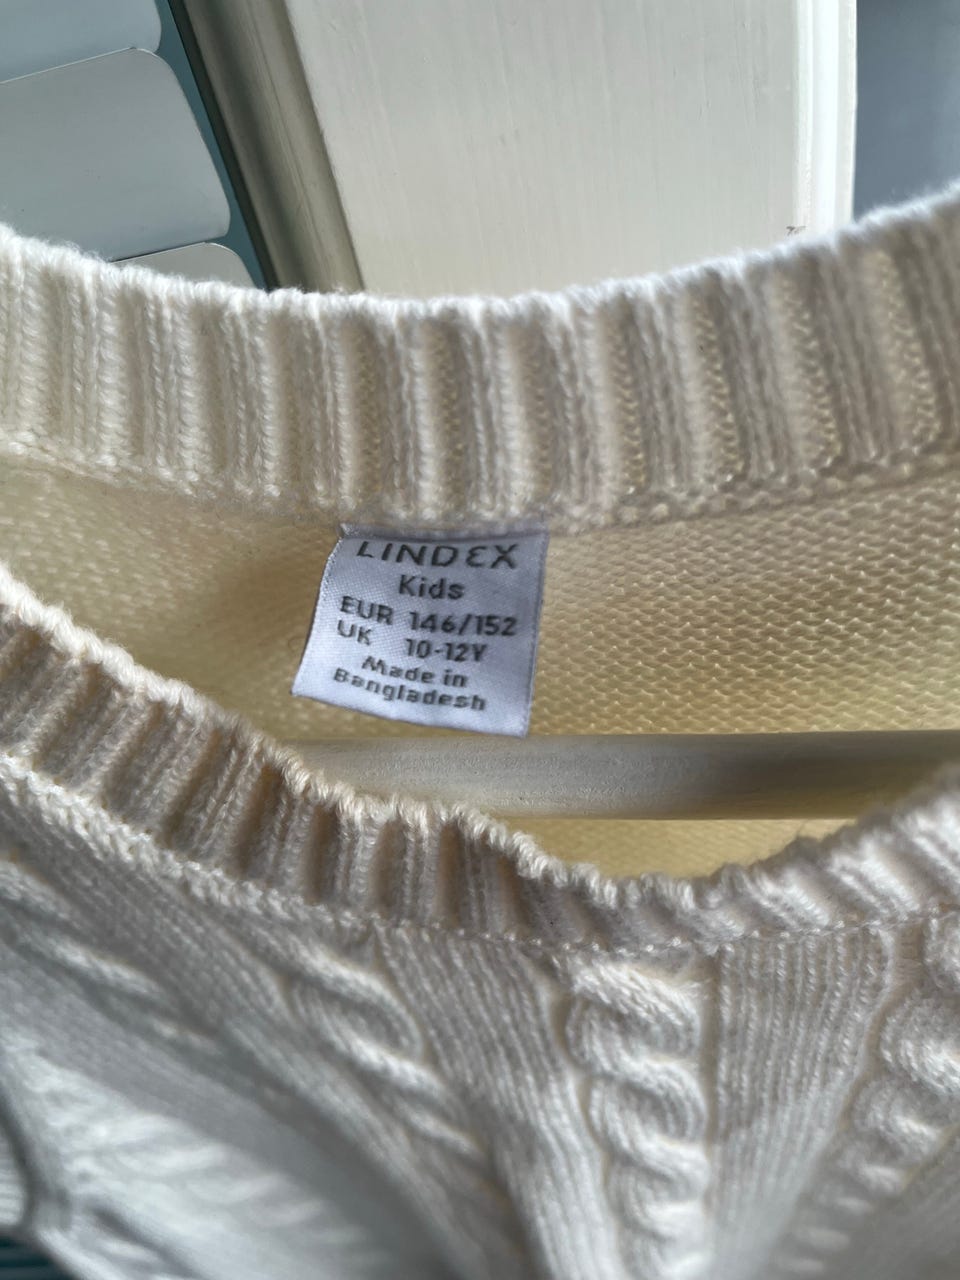 LINDEX
Kids
EUR 146/152
UK 10-12Y
Made in
Bangladesh